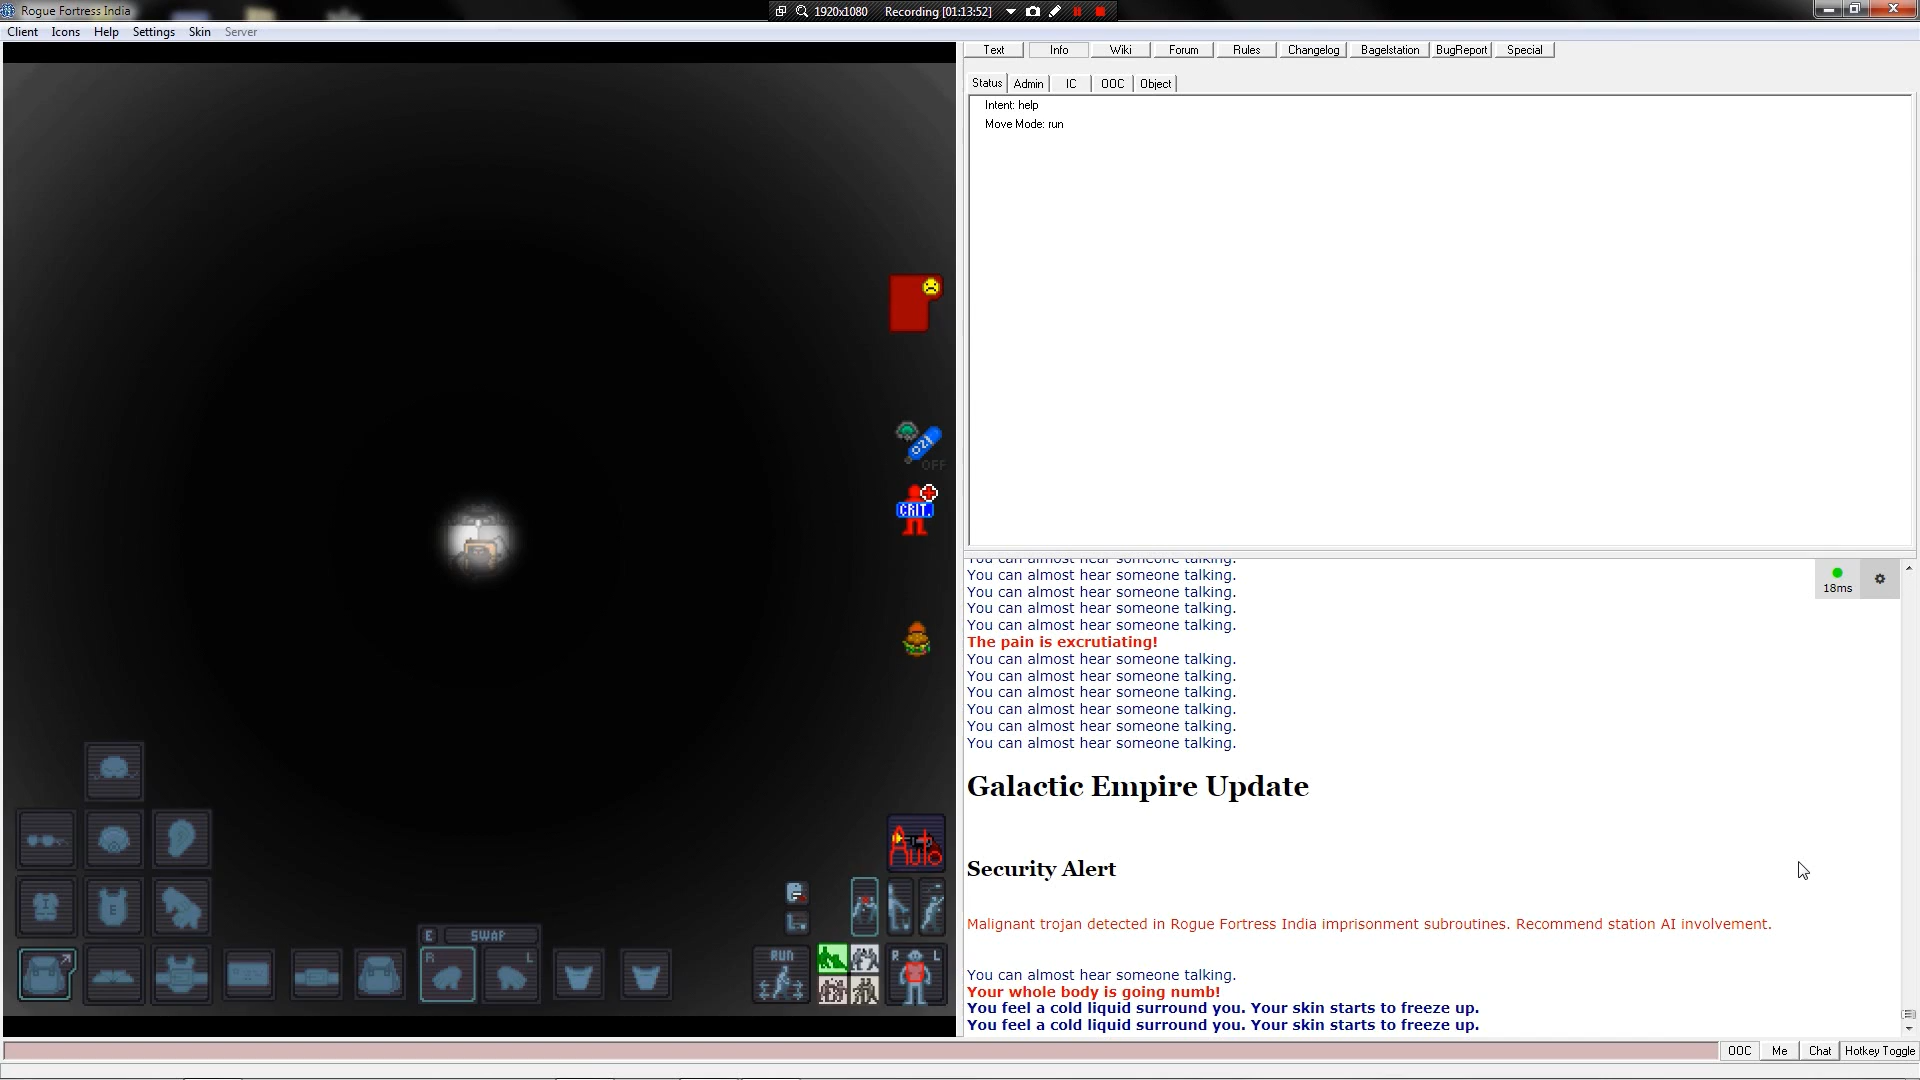 Rogue Fortress India
1920x1080 Recording [01:13:52]
Client Icons Help Settings Skin Server
Text Info Wiki Forum Rules Changelog Bagelstation BugReport Special
Status Admin IC OOC Object
Intent: help
Move Mode: run
O2
OFF
CRIT.
18ms
You can almost hear someone talking.
You can almost hear someone talking.
You can almost hear someone talking.
You can almost hear someone talking.
You can almost hear someone talking.
The pain is excrutiating!
You can almost hear someone talking.
You can almost hear someone talking.
You can almost hear someone talking.
You can almost hear someone talking.
You can almost hear someone talking.
You can almost hear someone talking.
Galactic Empire Update
Security Alert
Malignant trojan detected in Rogue Fortress India imprisonment subroutines. Recommend station AI involvement.
You can almost hear someone talking.
Your whole body is going numb!
You feel a cold liquid surround you. Your skin starts to freeze up.
You feel a cold liquid surround you. Your skin starts to freeze up.
Auto
I E
E SWAP
R L
RUN
R L
OOC Me Chat Hotkey Toggle